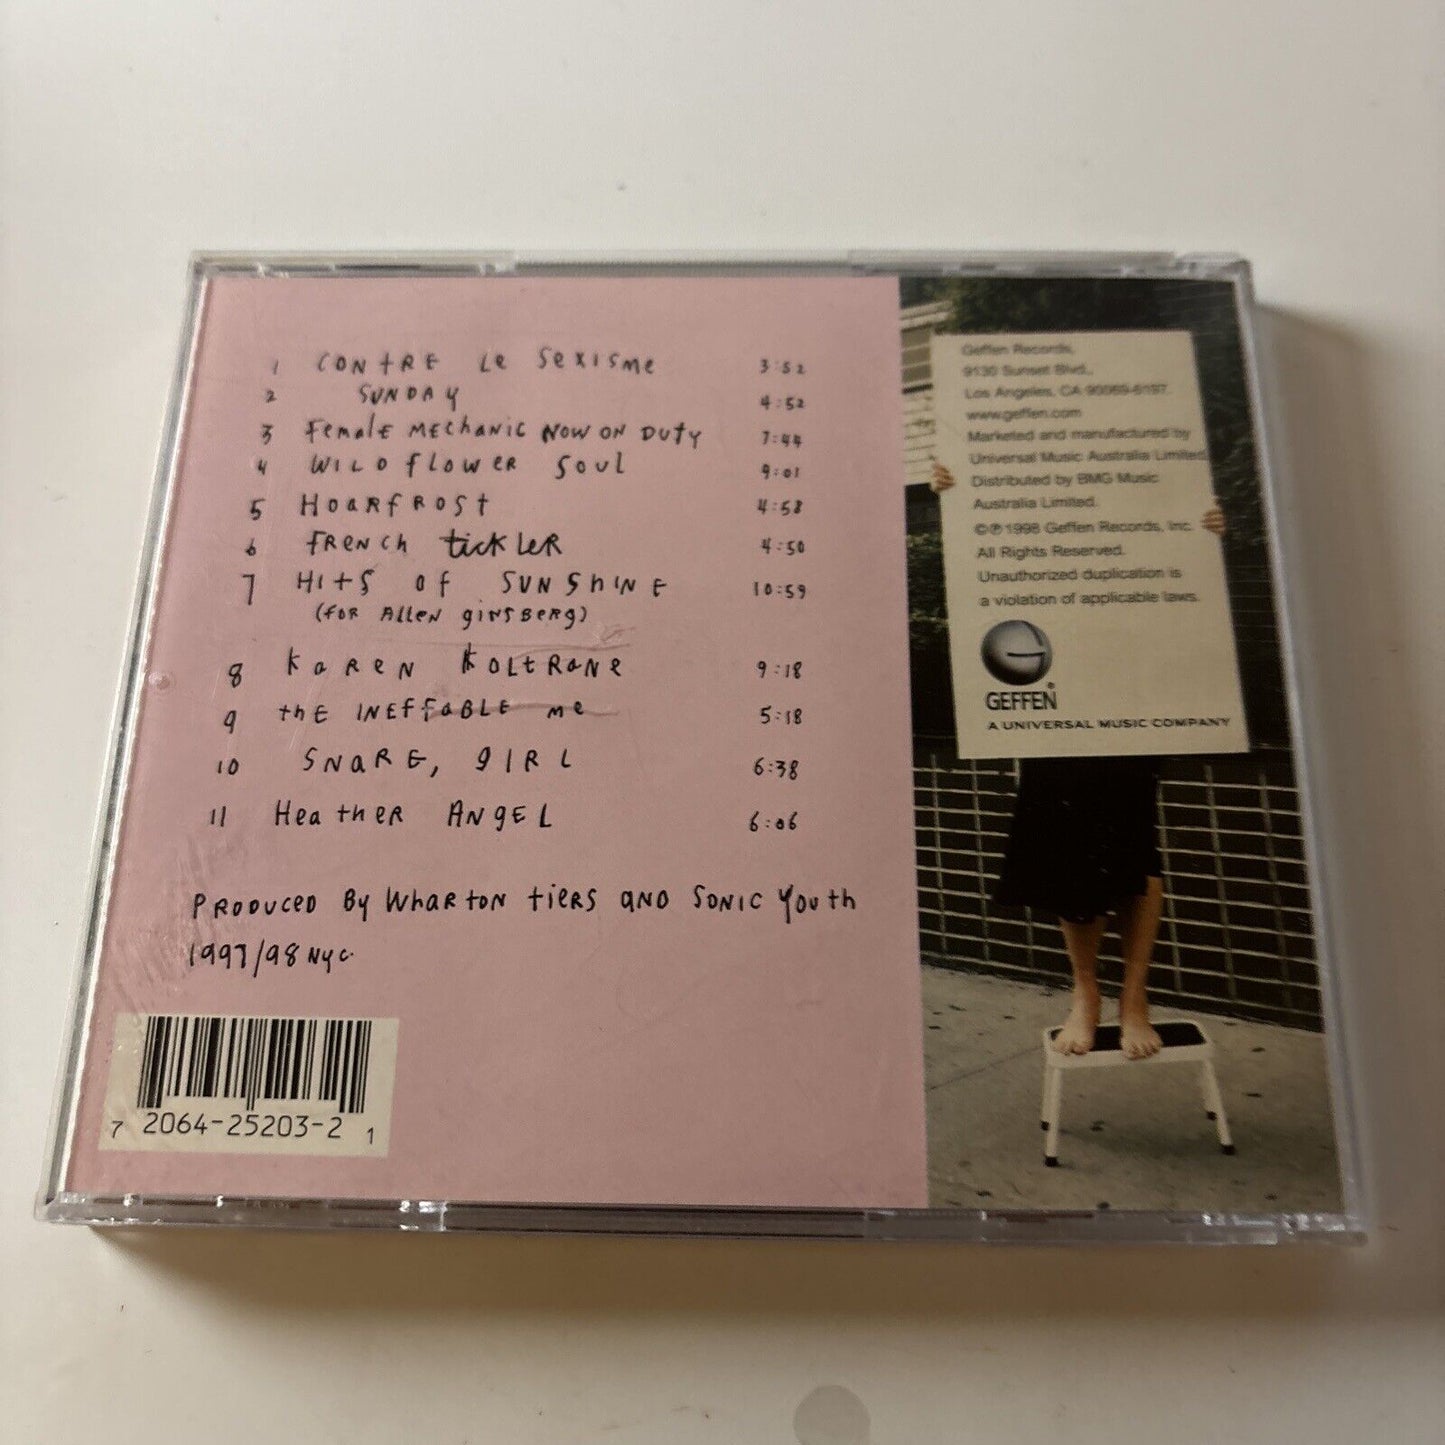 1 CONTRE Le Sexisme 3:52
2 SUNDAY 4:52
3 Female Mechanic NOW ON DUTY 7:44
4 WILDFLOWER SOUL 9:01
5 HOARFROST 4:58
6 FRENCH tickLER 4:50
7 HITS OF SUNSHINE 10:59
(FOR ALLEN GINSBERG)
8 KAREN KOLTRANE 9:18
9 the INEFFABLE me 5:18
10 SNARE, GIRL 6:38
11 Heather ANGEL 6:06
PRODUCED By Wharton tiers and Sonic Youth
1997/98 NYC.
7 2064-25203-2 1
Geffen Records,
9130 Sunset Blvd.,
Los Angeles, CA 90069-6197.
www.geffen.com
Marketed and manufactured by
Universal Music Australia Limited.
Distributed by BMG Music
Australia Limited.
©℗ 1998 Geffen Records, Inc.
All Rights Reserved.
Unauthorized duplication is
a violation of applicable laws.
G
GEFFEN®
A UNIVERSAL MUSIC COMPANY